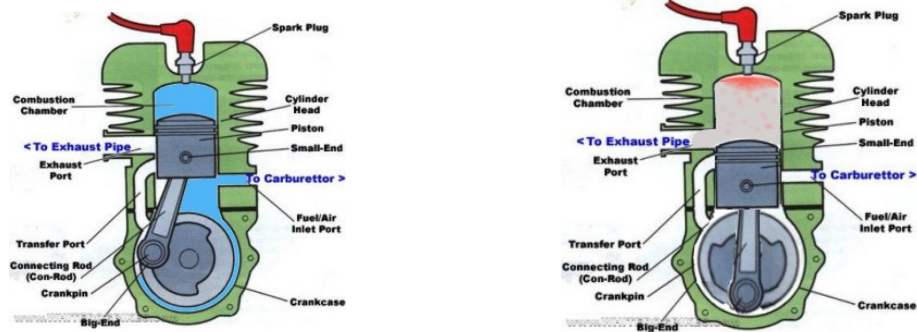 Spark Plug
Combustion
Chamber
Cylinder
Head
Piston
< To Exhaust Pipe
Small-End
Exhaust
Port
To Carburettor >
Fuel/Air
Inlet Port
Transfer Port
Connecting Rod
(Con-Rod)
Crankpin
Crankcase
Big-End
Spark Plug
Combustion
Chamber
Cylinder
Head
Piston
< To Exhaust Pipe
Small-End
Exhaust
Port
To Carburettor >
Fuel/Air
Inlet Port
Transfer Port
Connecting Rod
(Con-Rod)
Crankpin
Crankcase
Big-End